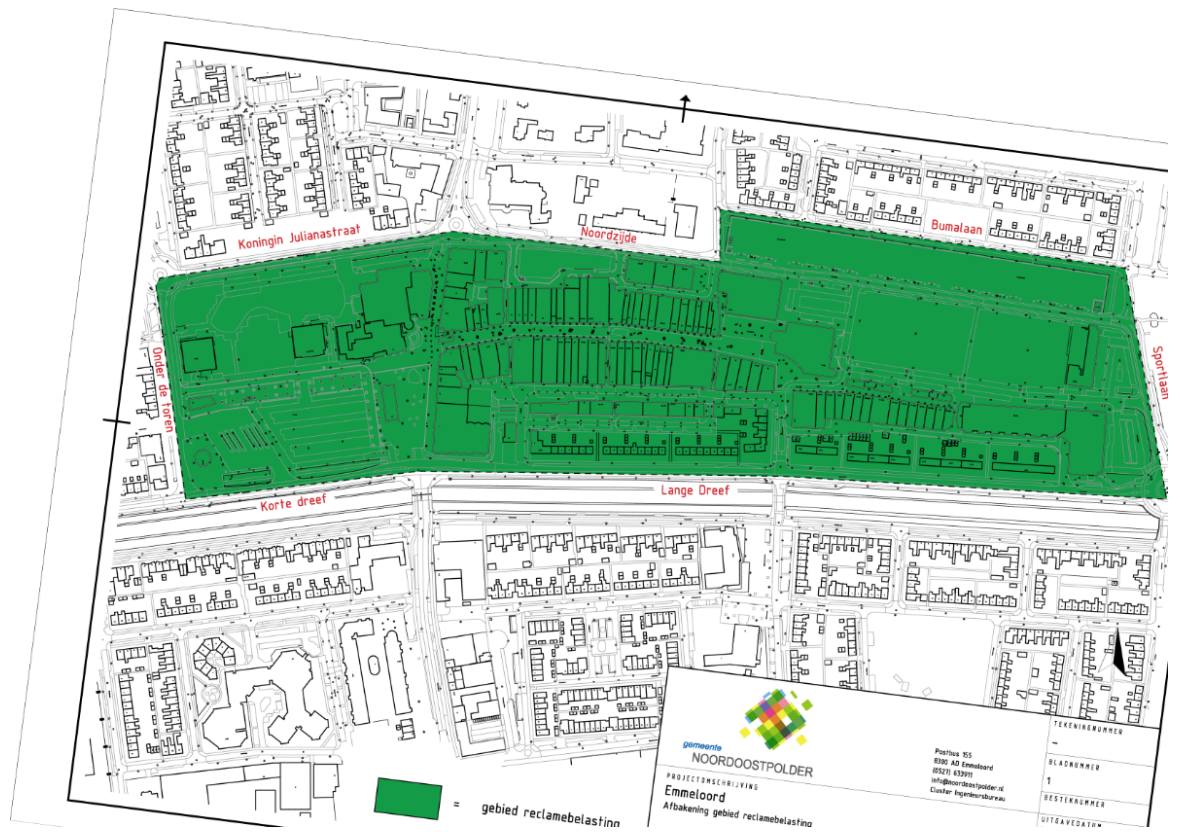 Koningin Julianastraat
Noordzijde
Bumalaan
Onder de toren
Sportlaan
Korte dreef
Lange Dreef
= gebied reclamebelasting
gemeente
NOORDOOSTPOLDER
Postbus 155
8300 AD Emmeloord
(0527) 633911
info@noordoostpolder.nl
Cluster Ingenieursbureau
PROJECTOMSCHRIJVING
Emmeloord
Afbakening gebied reclamebelasting
TEKENINGNUMMER
-
BLADNUMMER
1
BESTEKNUMMER
UITGAVEDATUM